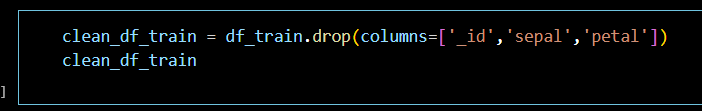 clean_df_train = df_train.drop(columns=['_id','sepal','petal'])
clean_df_train
]